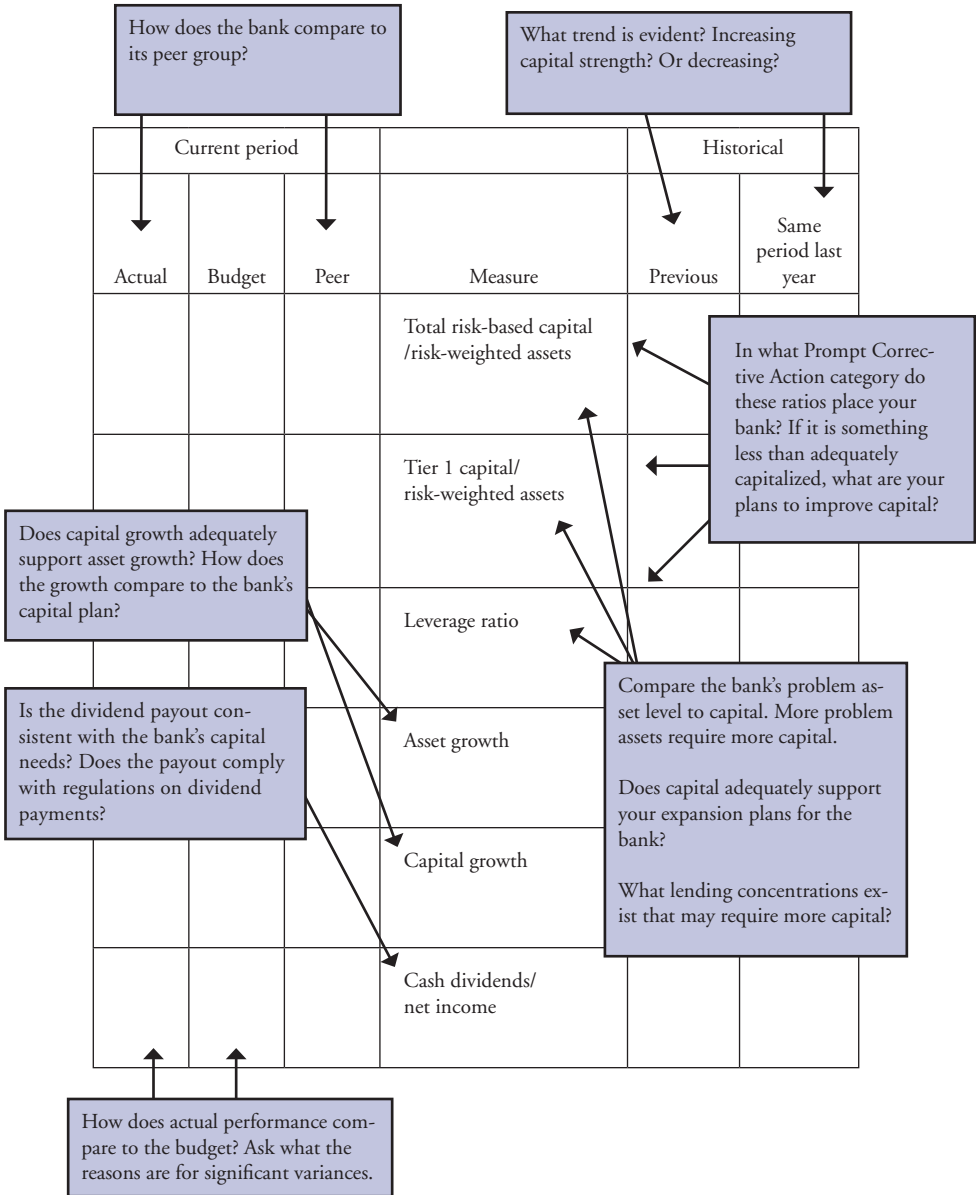 How does the bank compare to
its peer group?
What trend is evident? Increasing
capital strength? Or decreasing?
Current period
Historical
Actual
Budget
Peer
Measure
Previous
Same
period last
year
Total risk-based capital
/risk-weighted assets
In what Prompt Correc-
tive Action category do
these ratios place your
bank? If it is something
less than adequately
capitalized, what are your
plans to improve capital?
Tier 1 capital/
risk-weighted assets
Does capital growth adequately
support asset growth? How does
the growth compare to the bank’s
capital plan?
Leverage ratio
Compare the bank’s problem as-
set level to capital. More problem
assets require more capital.
Does capital adequately support
your expansion plans for the
bank?
What lending concentrations ex-
ist that may require more capital?
Is the dividend payout con-
sistent with the bank’s capital
needs? Does the payout comply
with regulations on dividend
payments?
Asset growth
Capital growth
Cash dividends/
net income
How does actual performance com-
pare to the budget? Ask what the
reasons are for significant variances.